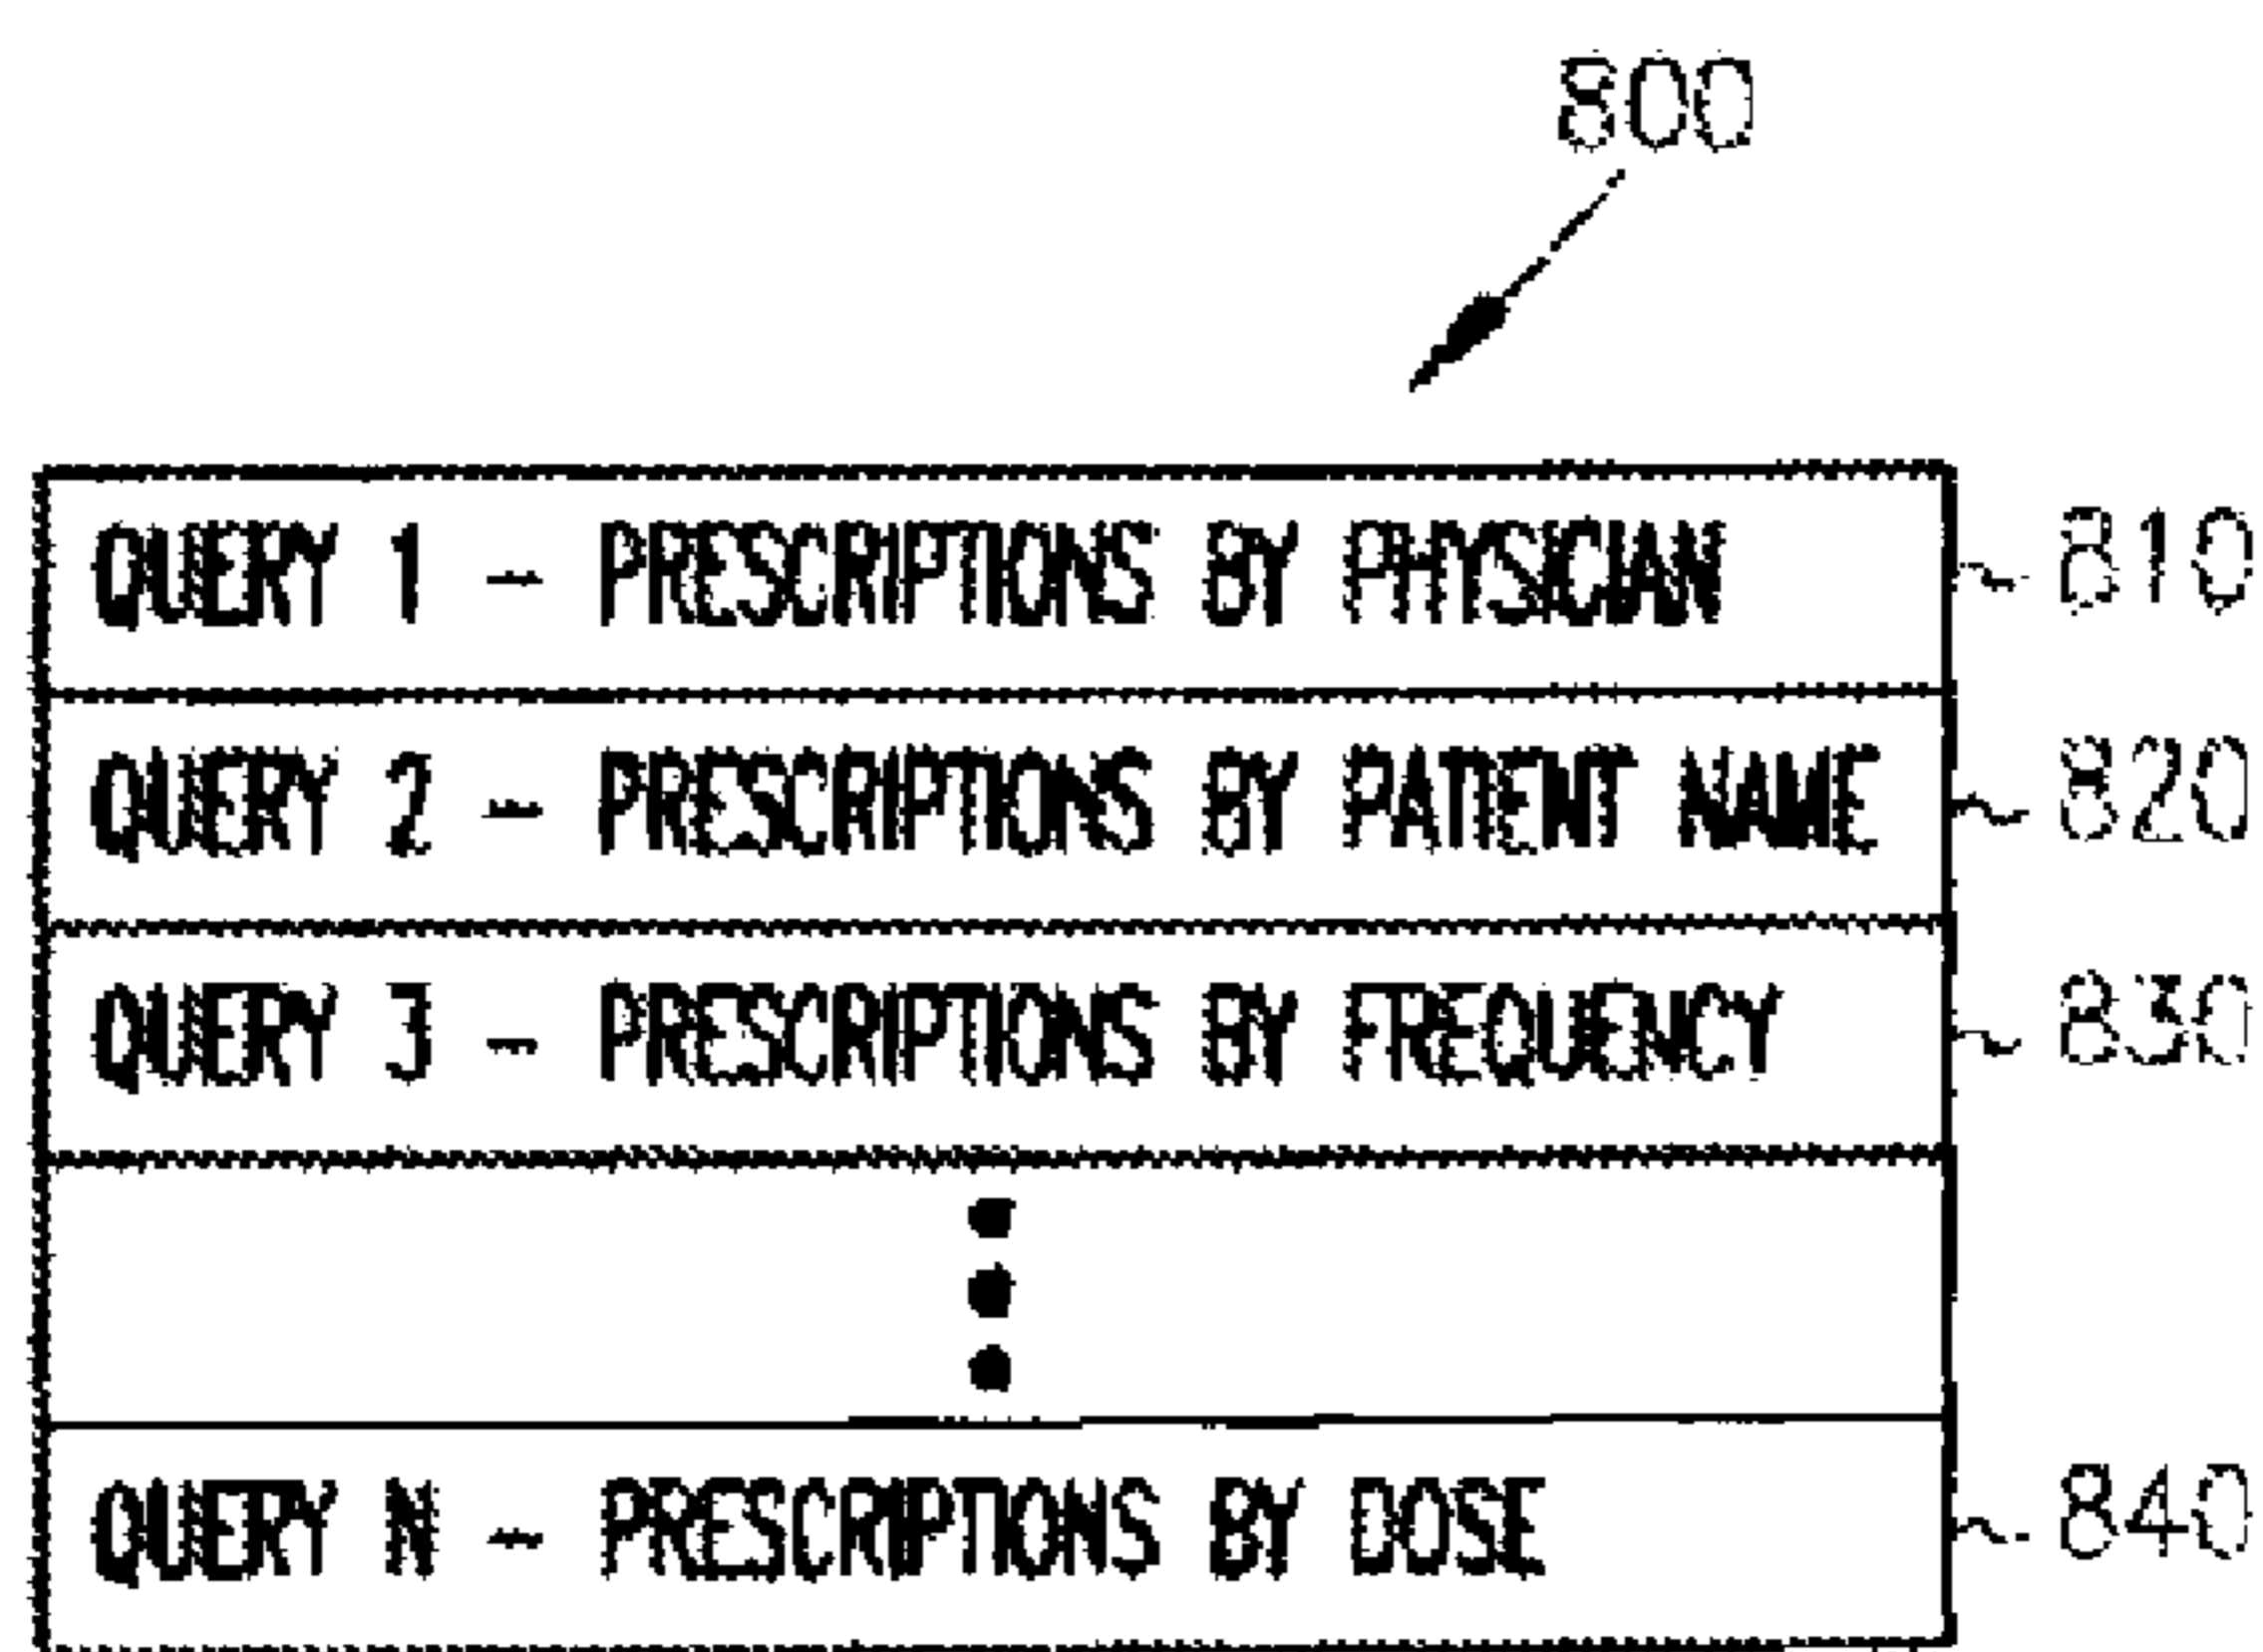 800
QUERY 1 - PRESCRIPTIONS BY PHYSICIAN 810
QUERY 2 - PRESCRIPTIONS BY PATIENT NAME 820
QUERY 3 - PRESCRIPTIONS BY FREQUENCY 830
QUERY N - PRESCRIPTIONS BY DOSE 840